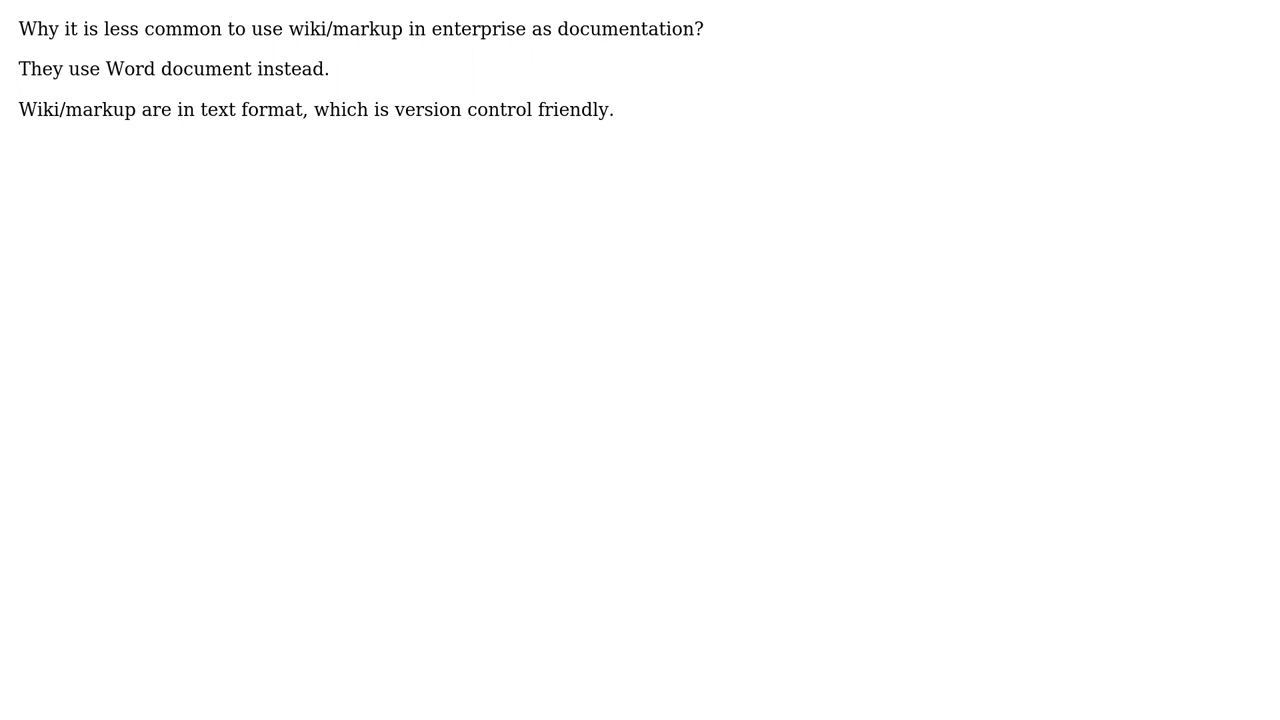 Why it is less common to use wiki/markup in enterprise as documentation?
They use Word document instead.
Wiki/markup are in text format, which is version control friendly.